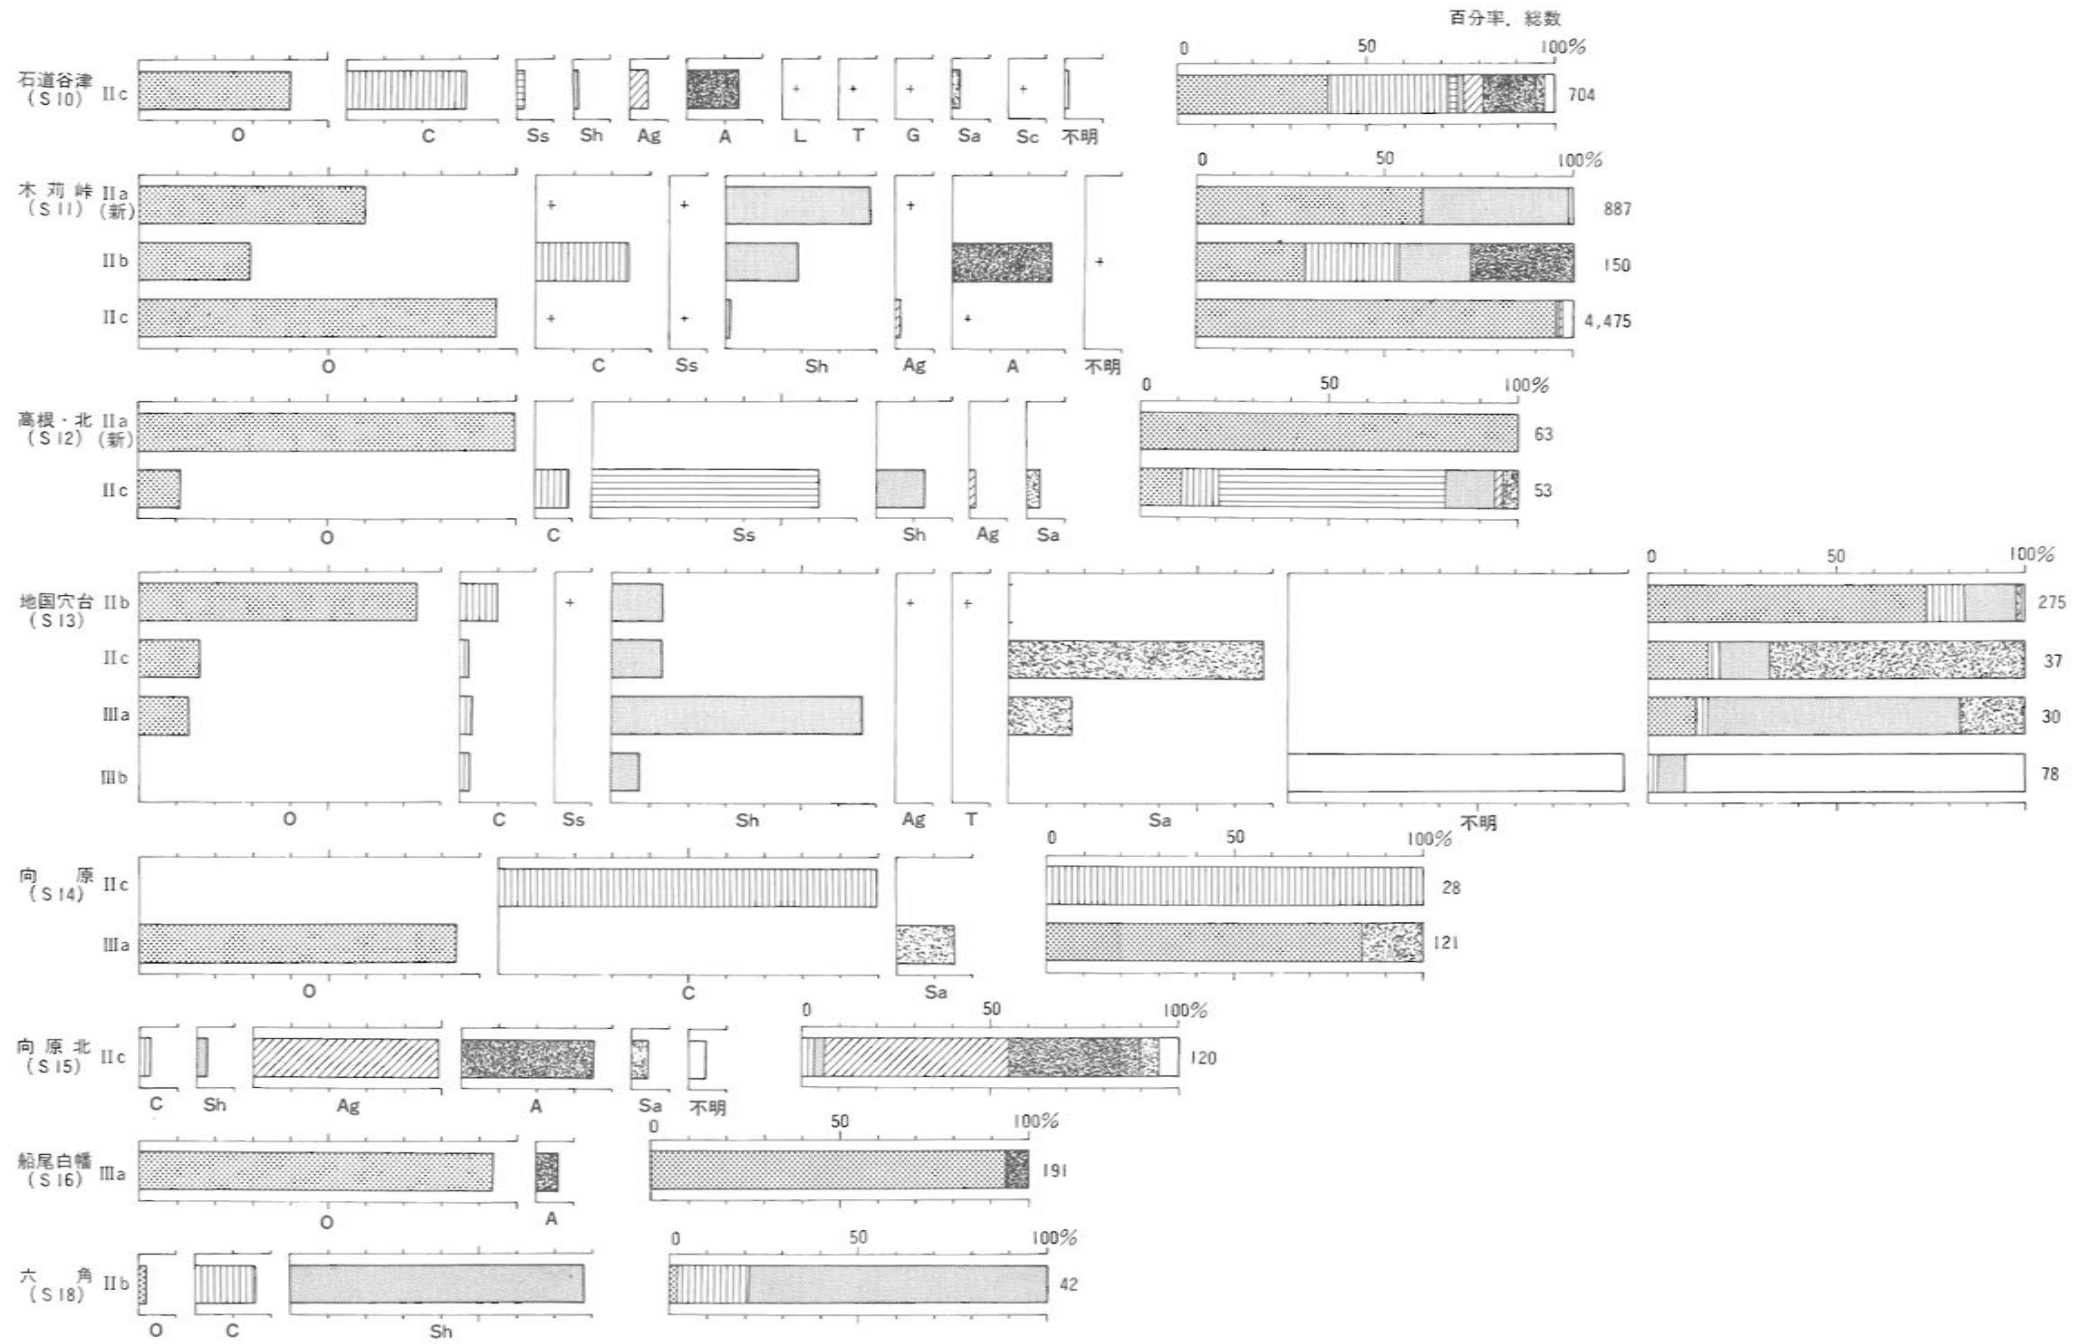 百分率．総数
0 50 100%
石道谷津
(S10) IIc
704
O C Ss Sh Ag A L T G Sa Sc 不明
0 50 100%
木苅峠 IIa
(S11) (新)
887
IIb
150
IIc
4,475
O C Ss Sh Ag A 不明
0 50 100%
高根・北 IIa
(S12) (新)
63
IIc
53
O C Ss Sh Ag Sa
0 50 100%
地国穴台 IIb
(S13)
275
IIc
37
IIIa
30
IIIb
78
O C Ss Sh Ag T Sa 不明
0 50 100%
向原 IIc
(S14)
28
IIIa
121
O C Sa
0 50 100%
向原北 IIc
(S15)
120
C Sh Ag A Sa 不明
0 50 100%
船尾白幡
(S16) IIIa
191
O A
0 50 100%
六角 IIb
(S18)
42
O C Sh